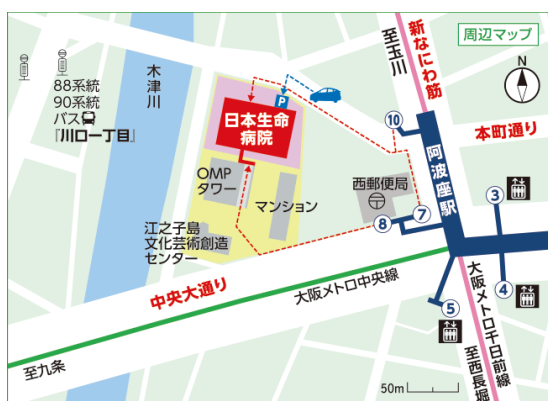 周辺マップ
N
至玉川
新なにわ筋
88系統
90系統
バス
『川口一丁目』
木津川
P
日本生命
病院
⑩
本町通り
阿波座駅
OMP
タワー
マンション
西郵便局
⑧
⑦
③
④
⑤
江之子島
文化芸術創造
センター
中央大通り
大阪メトロ中央線
大阪メトロ千日前線
至西長堀
至九条
50m